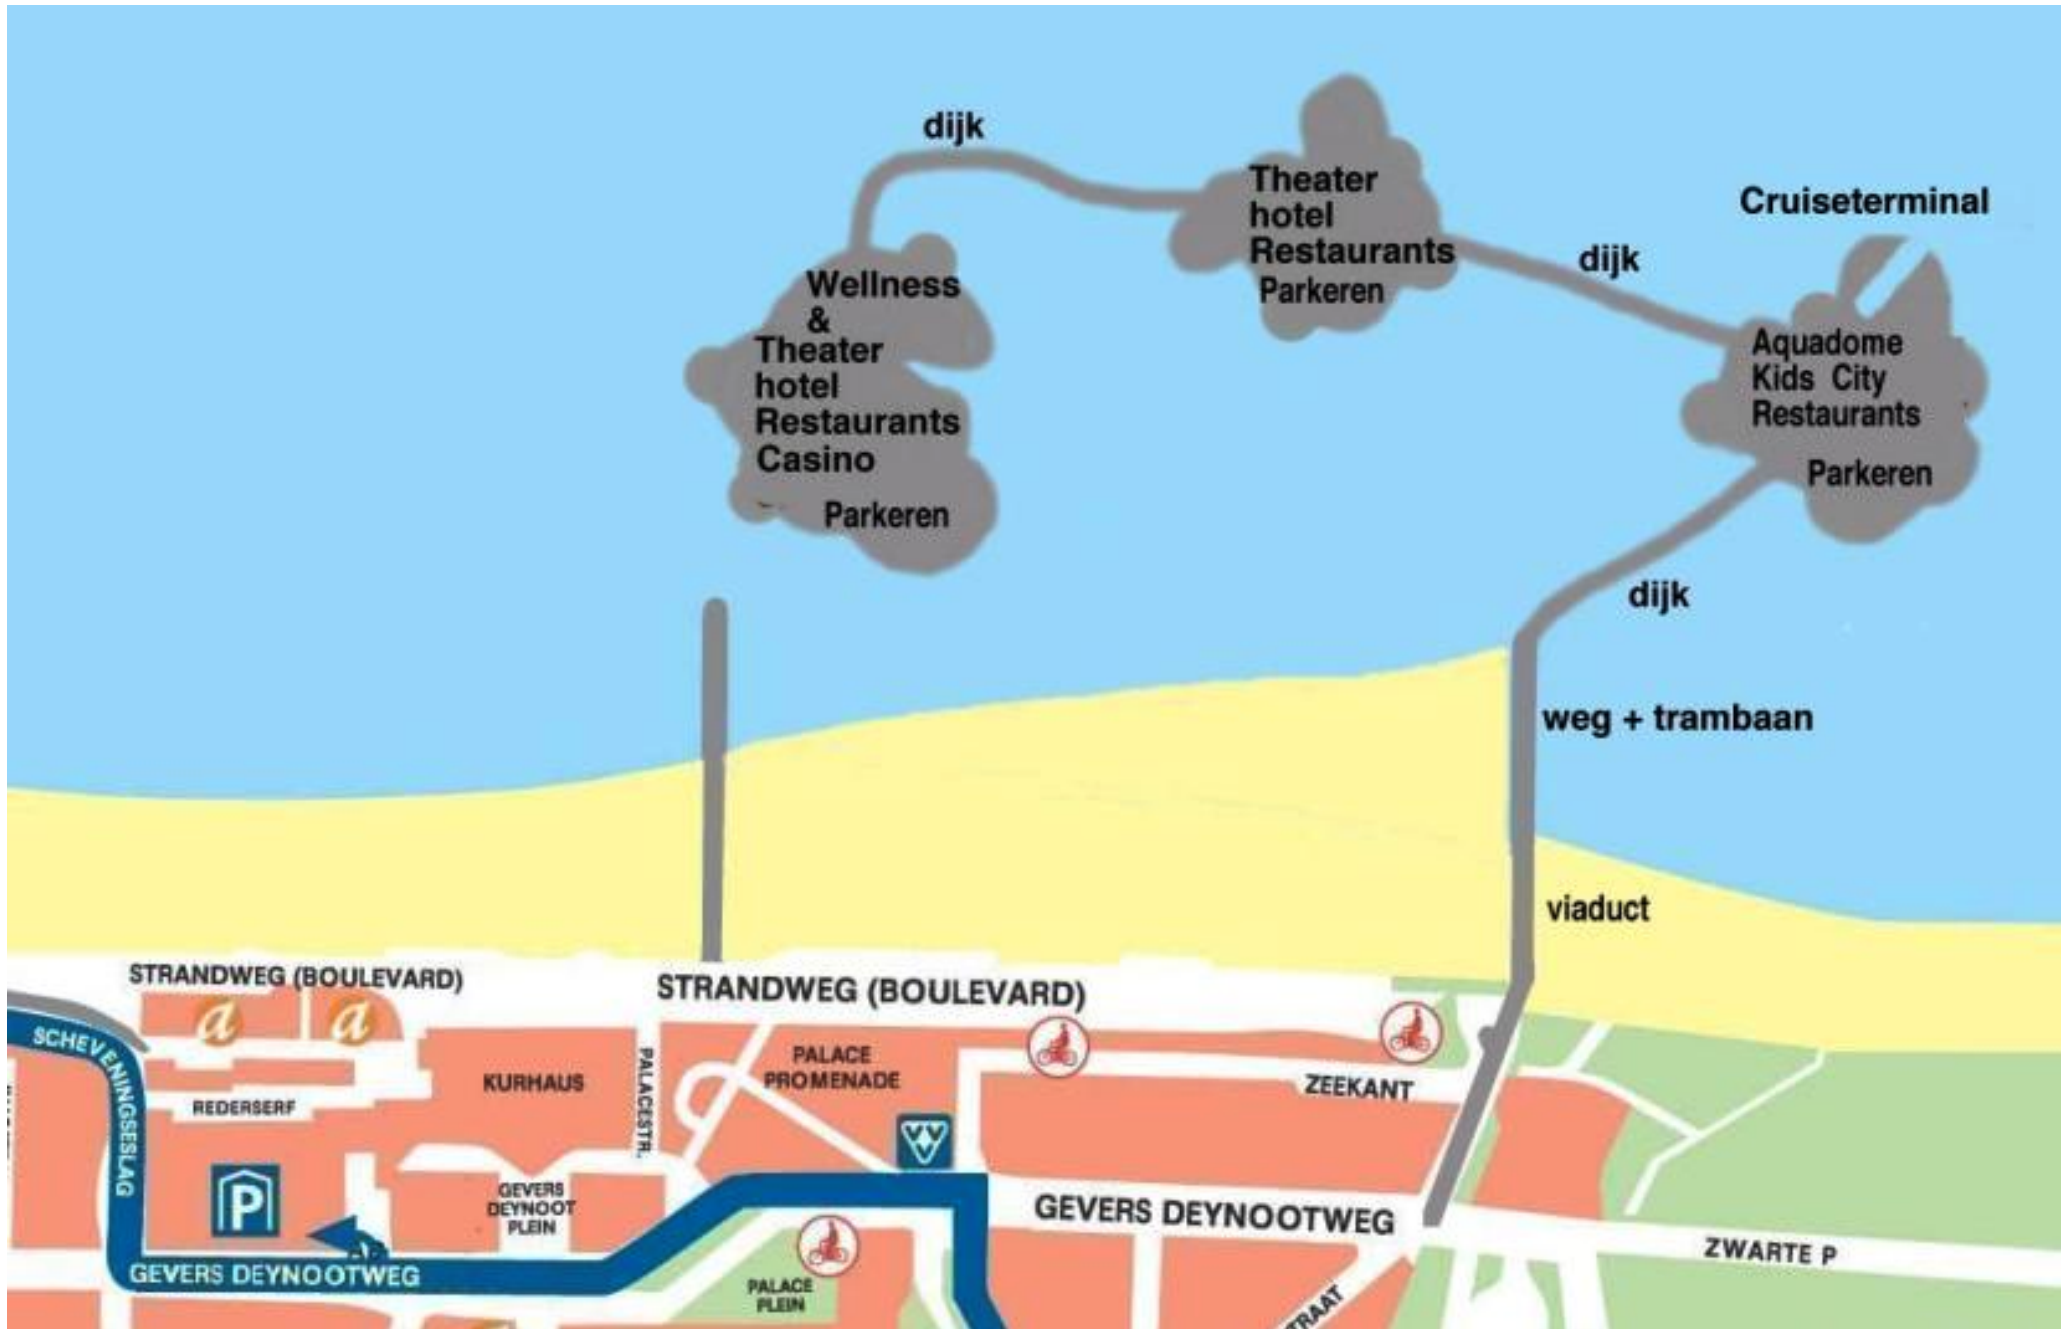 dijk
Theater
hotel
Restaurants
Parkeren
Cruiseterminal
dijk
Wellness
&
Theater
hotel
Restaurants
Casino
Parkeren
Aquadome
Kids City
Restaurants
Parkeren
dijk
weg + trambaan
viaduct
STRANDWEG (BOULEVARD)
STRANDWEG (BOULEVARD)
a
a
SCHEVENINGSESLAG
KURHAUS
PALACESTR.
PALACE
PROMENADE
ZEEKANT
REDERSERF
P
GEVERS
DEYNOOT
PLEIN
VVV
GEVERS DEYNOOTWEG
ZWARTE P
GEVERS DEYNOOTWEG
PALACE
PLEIN
TRAAT